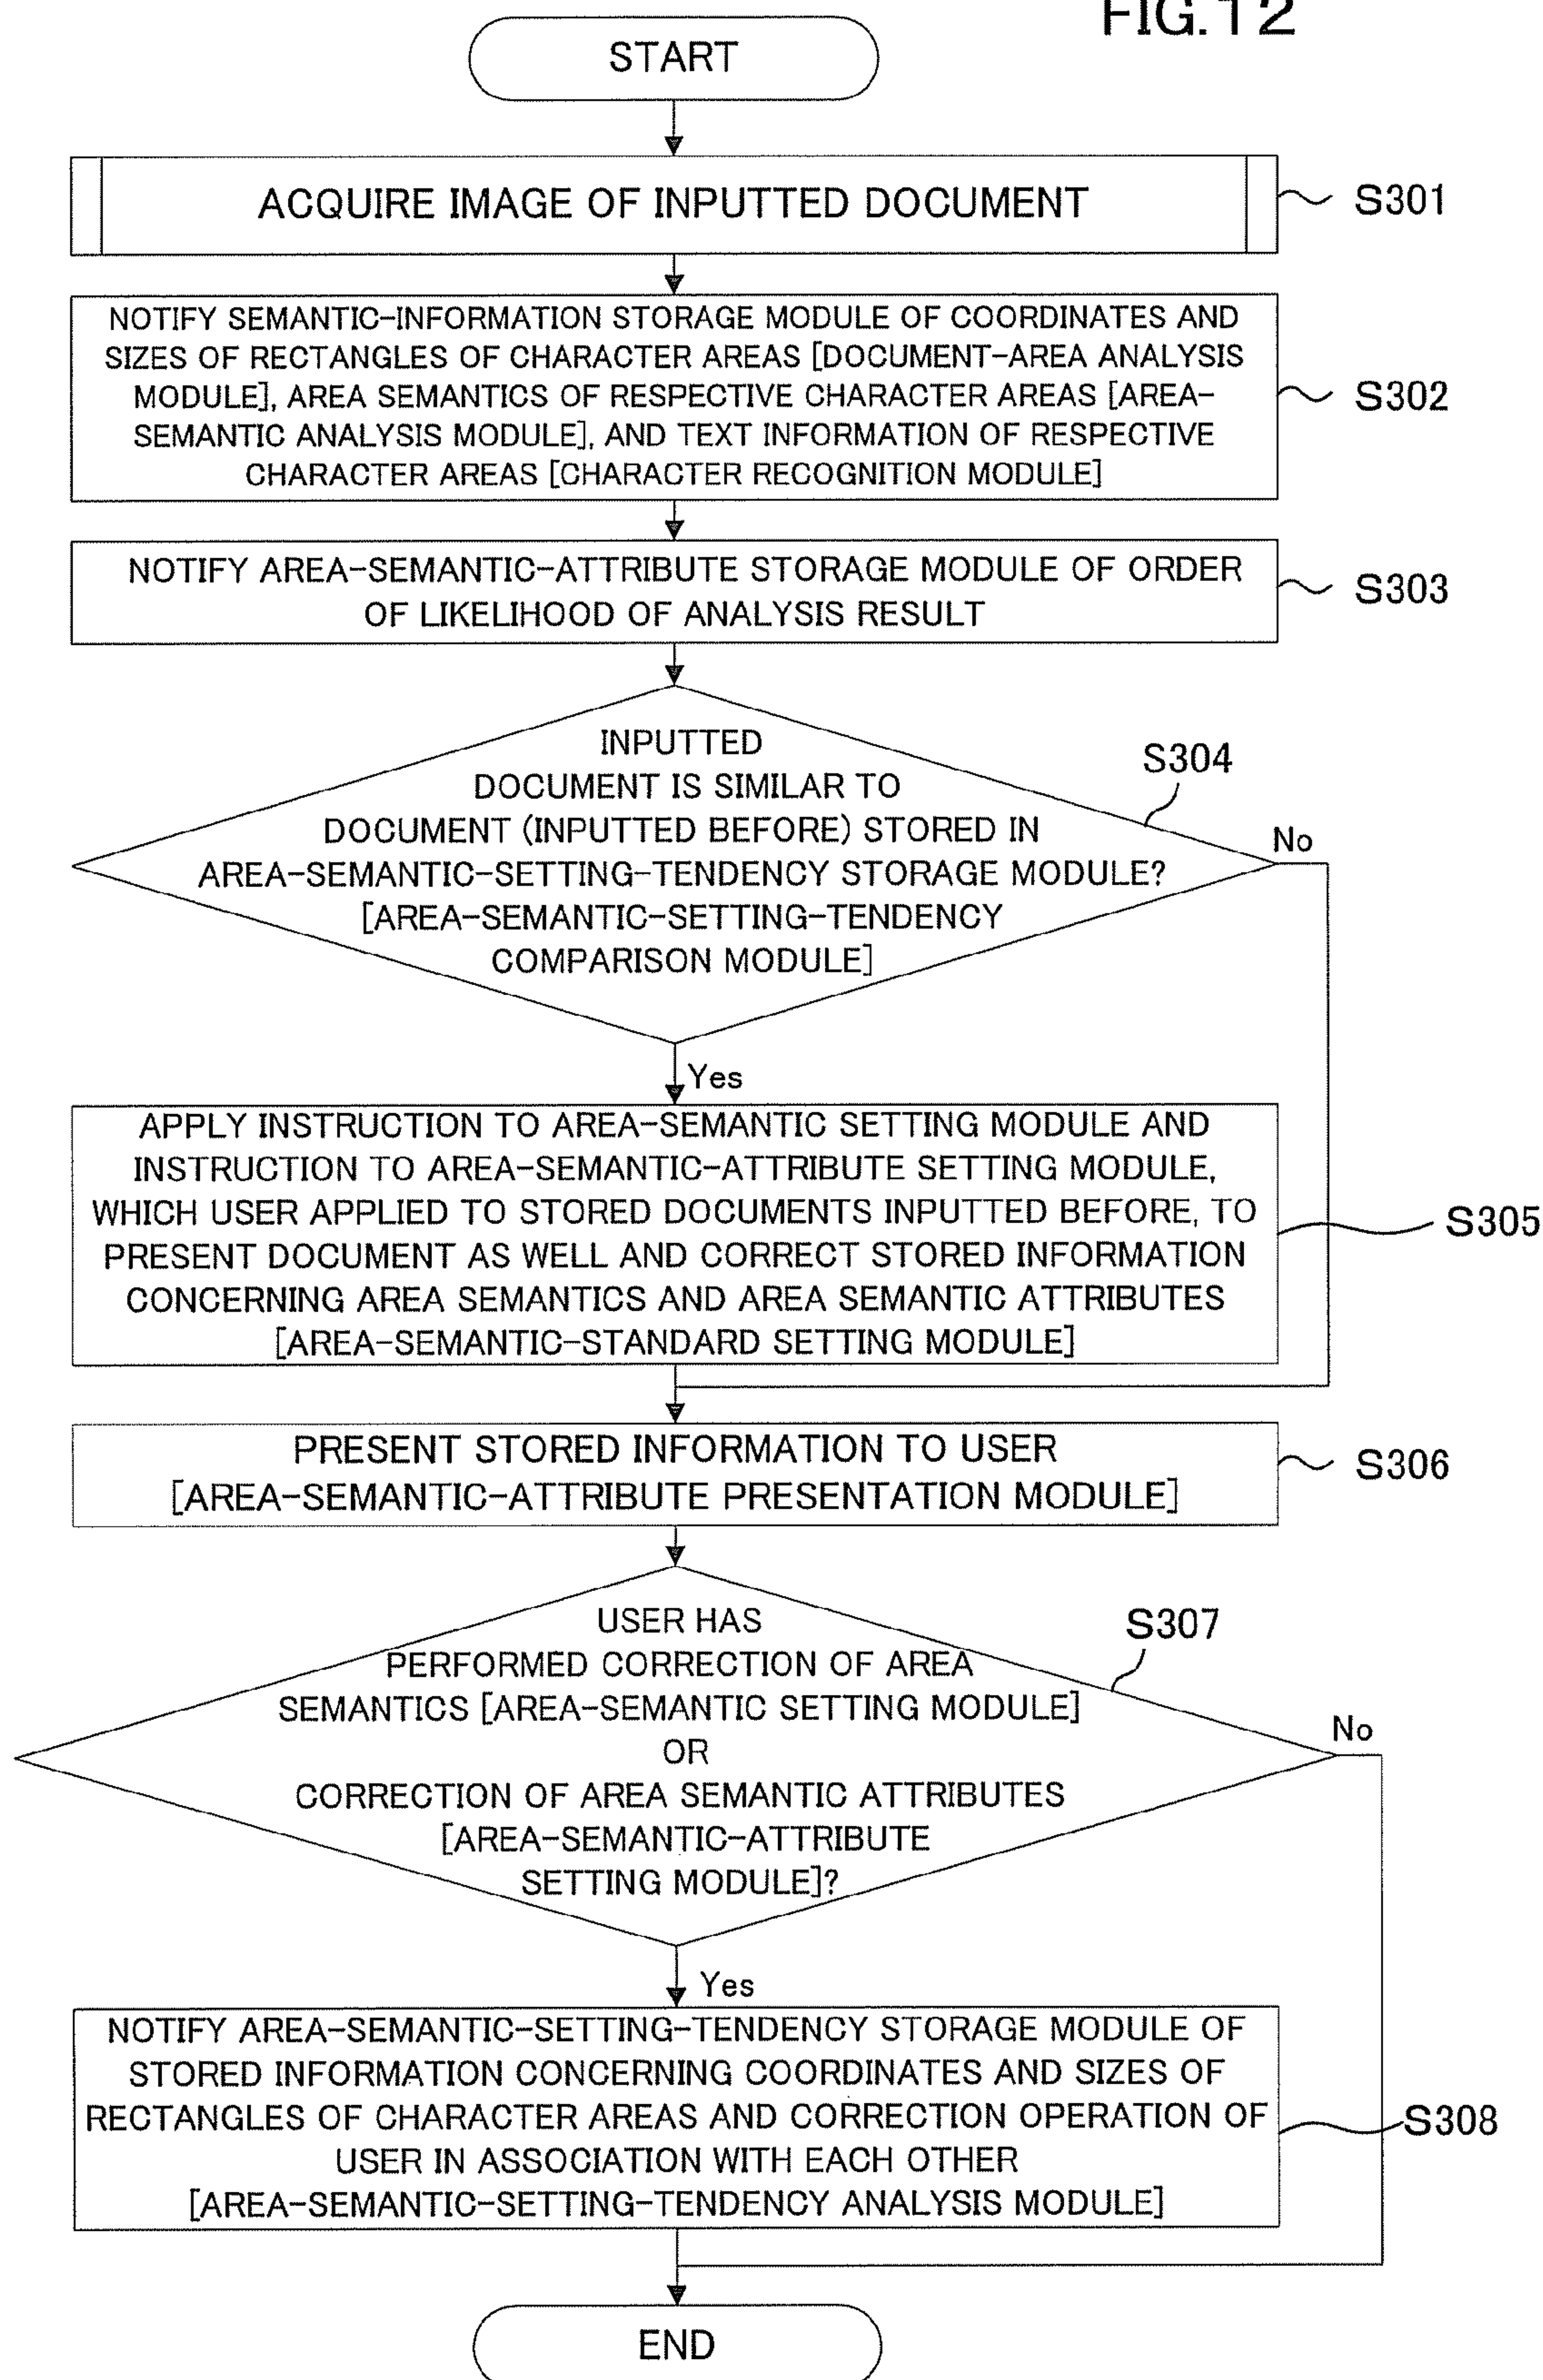 FIG.12
START
ACQUIRE IMAGE OF INPUTTED DOCUMENT
S301
NOTIFY SEMANTIC-INFORMATION STORAGE MODULE OF COORDINATES AND
SIZES OF RECTANGLES OF CHARACTER AREAS [DOCUMENT-AREA ANALYSIS
MODULE], AREA SEMANTICS OF RESPECTIVE CHARACTER AREAS [AREA-
SEMANTIC ANALYSIS MODULE], AND TEXT INFORMATION OF RESPECTIVE
CHARACTER AREAS [CHARACTER RECOGNITION MODULE]
S302
NOTIFY AREA-SEMANTIC-ATTRIBUTE STORAGE MODULE OF ORDER
OF LIKELIHOOD OF ANALYSIS RESULT
S303
INPUTTED
DOCUMENT IS SIMILAR TO
DOCUMENT (INPUTTED BEFORE) STORED IN
AREA-SEMANTIC-SETTING-TENDENCY STORAGE MODULE?
[AREA-SEMANTIC-SETTING-TENDENCY
COMPARISON MODULE]
S304
No
Yes
APPLY INSTRUCTION TO AREA-SEMANTIC SETTING MODULE AND
INSTRUCTION TO AREA-SEMANTIC-ATTRIBUTE SETTING MODULE,
WHICH USER APPLIED TO STORED DOCUMENTS INPUTTED BEFORE, TO
PRESENT DOCUMENT AS WELL AND CORRECT STORED INFORMATION
CONCERNING AREA SEMANTICS AND AREA SEMANTIC ATTRIBUTES
[AREA-SEMANTIC-STANDARD SETTING MODULE]
S305
PRESENT STORED INFORMATION TO USER
[AREA-SEMANTIC-ATTRIBUTE PRESENTATION MODULE]
S306
USER HAS
PERFORMED CORRECTION OF AREA
SEMANTICS [AREA-SEMANTIC SETTING MODULE]
OR
CORRECTION OF AREA SEMANTIC ATTRIBUTES
[AREA-SEMANTIC-ATTRIBUTE
SETTING MODULE]?
S307
No
Yes
NOTIFY AREA-SEMANTIC-SETTING-TENDENCY STORAGE MODULE OF
STORED INFORMATION CONCERNING COORDINATES AND SIZES OF
RECTANGLES OF CHARACTER AREAS AND CORRECTION OPERATION OF
USER IN ASSOCIATION WITH EACH OTHER
[AREA-SEMANTIC-SETTING-TENDENCY ANALYSIS MODULE]
S308
END